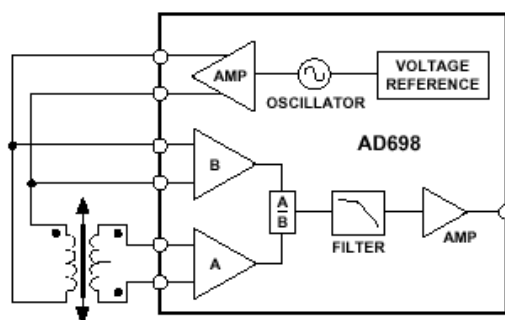 AMP
OSCILLATOR
VOLTAGE
REFERENCE
AD698
B
A
B
FILTER
AMP
A